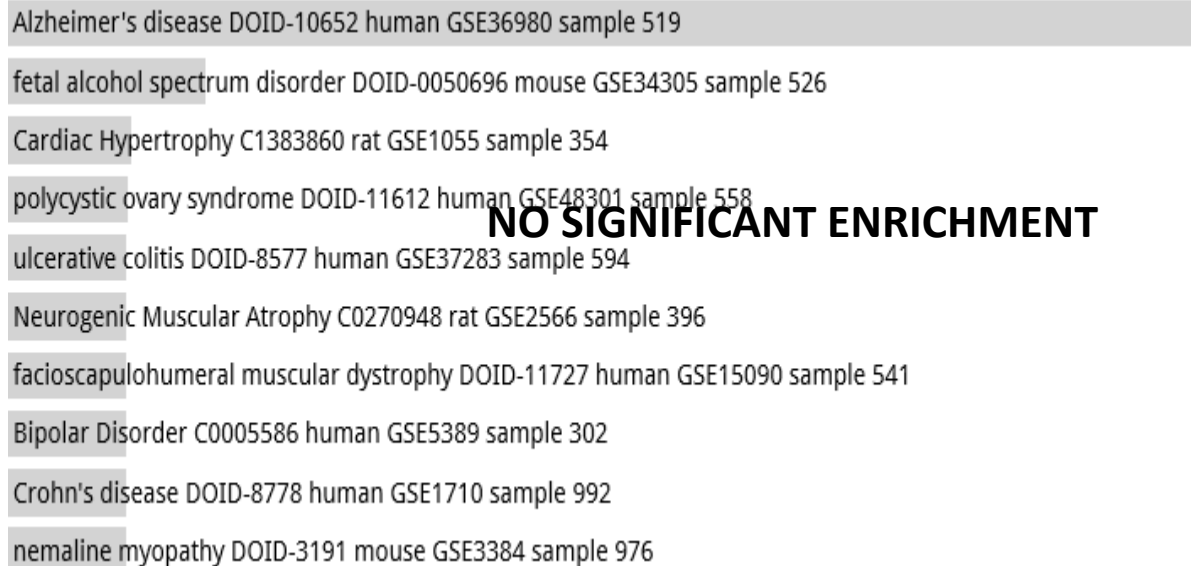 Alzheimer's disease DOID-10652 human GSE36980 sample 519
fetal alcohol spectrum disorder DOID-0050696 mouse GSE34305 sample 526
Cardiac Hypertrophy C1383860 rat GSE1055 sample 354
polycystic ovary syndrome DOID-11612 human GSE48301 sample 558
NO SIGNIFICANT ENRICHMENT
ulcerative colitis DOID-8577 human GSE37283 sample 594
Neurogenic Muscular Atrophy C0270948 rat GSE2566 sample 396
facioscapulohumeral muscular dystrophy DOID-11727 human GSE15090 sample 541
Bipolar Disorder C0005586 human GSE5389 sample 302
Crohn's disease DOID-8778 human GSE1710 sample 992
nemaline myopathy DOID-3191 mouse GSE3384 sample 976